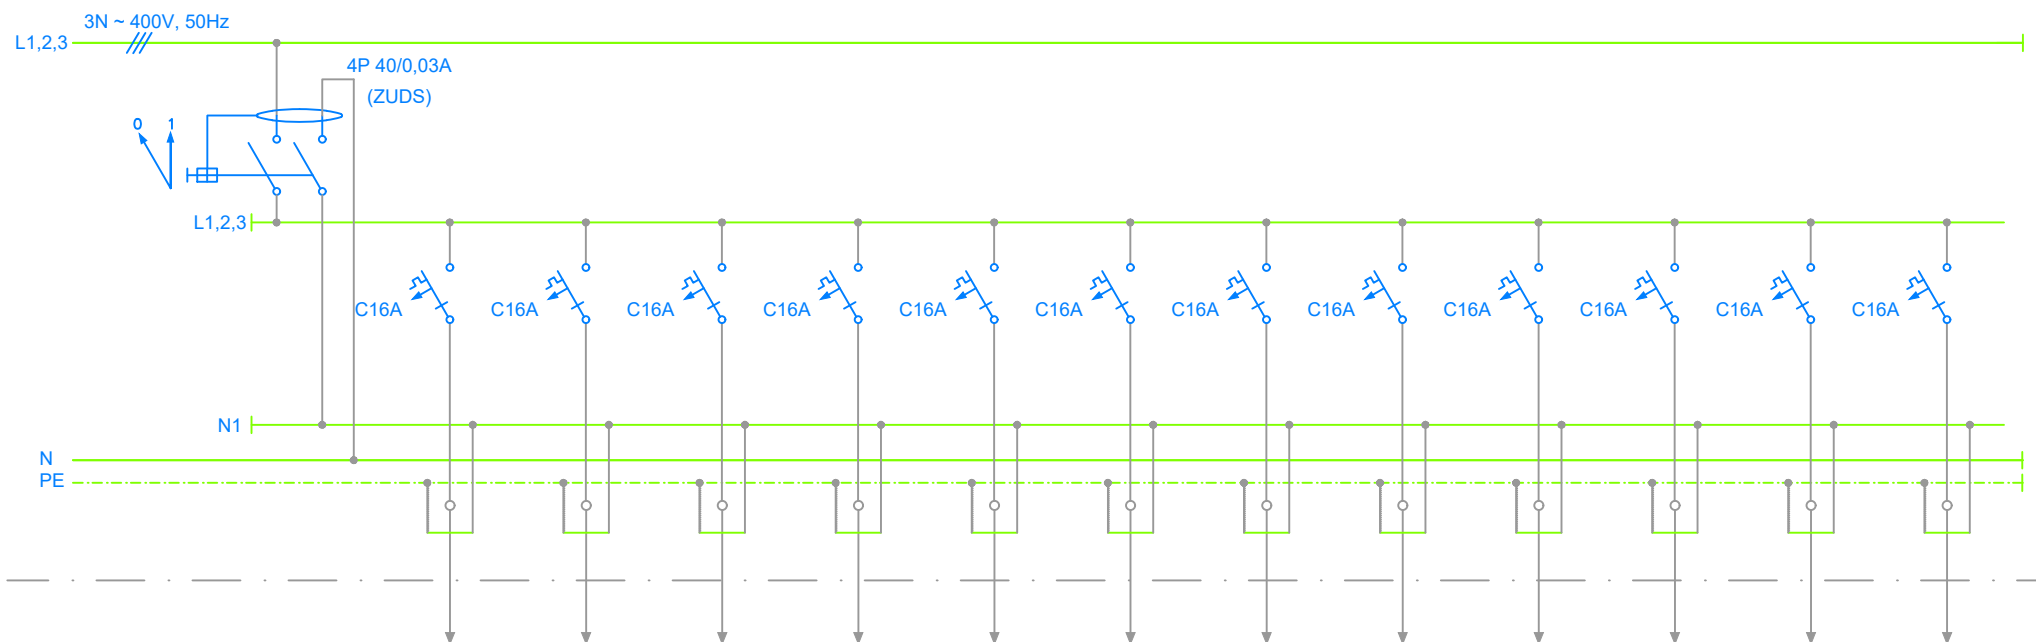 3N ~ 400V, 50Hz
L1,2,3
4P 40/0,03A
(ZUDS)
0 1
L1,2,3
C16A C16A C16A C16A C16A C16A C16A C16A C16A C16A C16A C16A
N1
N
PE